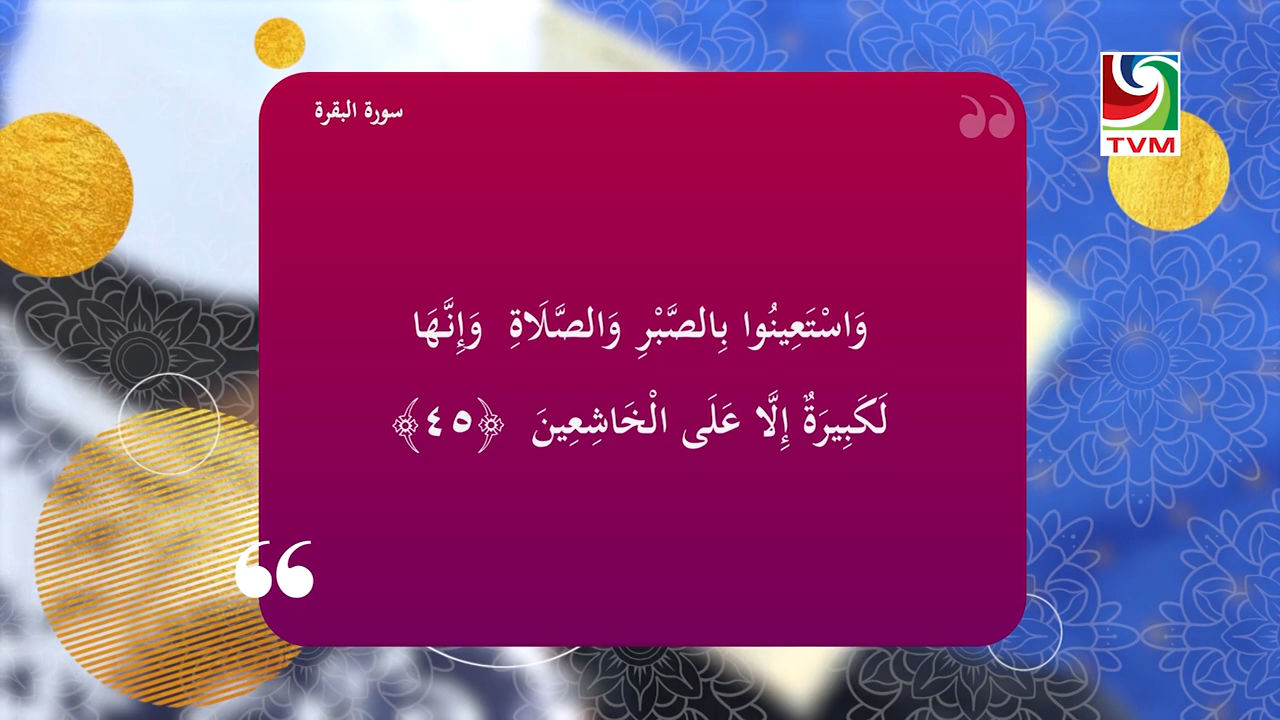 سورة البقرة
TVM
وَاسْتَعِينُوا بِالصَّبْرِ وَالصَّلَاةِ وَإِنَّهَا
لَكَبِيرَةٌ إِلَّا عَلَى الْخَاشِعِينَ ﴿٤٥﴾